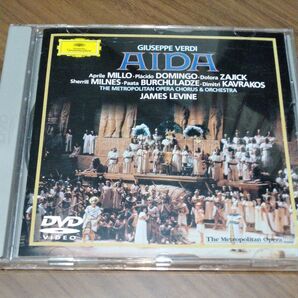 GIUSEPPE VERDI
AIDA
Aprile MILLO · Plácido DOMINGO · Dolora ZAJICK
Sherrill MILNES · Paata BURCHULADZE · Dimitri KAVRAKOS
THE METROPOLITAN OPERA CHORUS & ORCHESTRA
JAMES LEVINE
DVD
VIDEO
The Metropolitan Opera